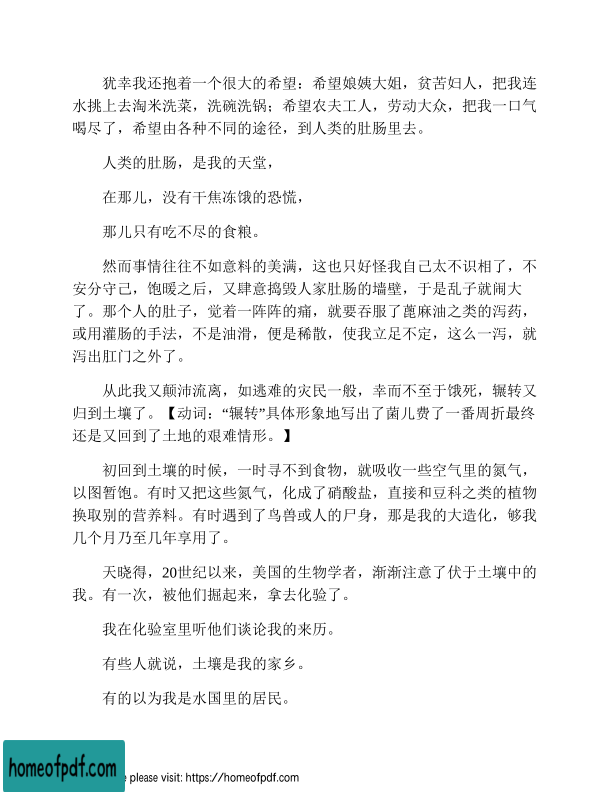 犹幸我还抱着一个很大的希望：希望娘姨大姐，贫苦妇人，把我连
水挑上去淘米洗菜，洗碗洗锅；希望农夫工人，劳动大众，把我一口气
喝尽了，希望由各种不同的途径，到人类的肚肠里去。
人类的肚肠，是我的天堂，
在那儿，没有干焦冻饿的恐慌，
那儿只有吃不尽的食粮。
然而事情往往不如意料的美满，这也只好怪我自己太不识相了，不
安分守己，饱暖之后，又肆意捣毁人家肚肠的墙壁，于是乱子就闹大
了。那个人的肚子，觉着一阵阵的痛，就要吞服了蓖麻油之类的泻药，
或用灌肠的手法，不是油滑，便是稀散，使我立足不定，这么一泻，就
泻出肛门之外了。
从此我又颠沛流离，如逃难的灾民一般，幸而不至于饿死，辗转又
归到土壤了。【动词：“辗转”具体形象地写出了菌儿费了一番周折最终
还是又回到了土地的艰难情形。】
初回到土壤的时候，一时寻不到食物，就吸收一些空气里的氮气，
以图暂饱。有时又把这些氮气，化成了硝酸盐，直接和豆科之类的植物
换取别的营养料。有时遇到了鸟兽或人的尸身，那是我的大造化，够我
几个月乃至几年享用了。
天晓得，20世纪以来，美国的生物学者，渐渐注意了伏于土壤中的
我。有一次，被他们掘起来，拿去化验了。
我在化验室里听他们谈论我的来历。
有些人就说，土壤是我的家乡。
有的以为我是水国里的居民。
homeofpdf.com
e please visit: https://homeofpdf.com